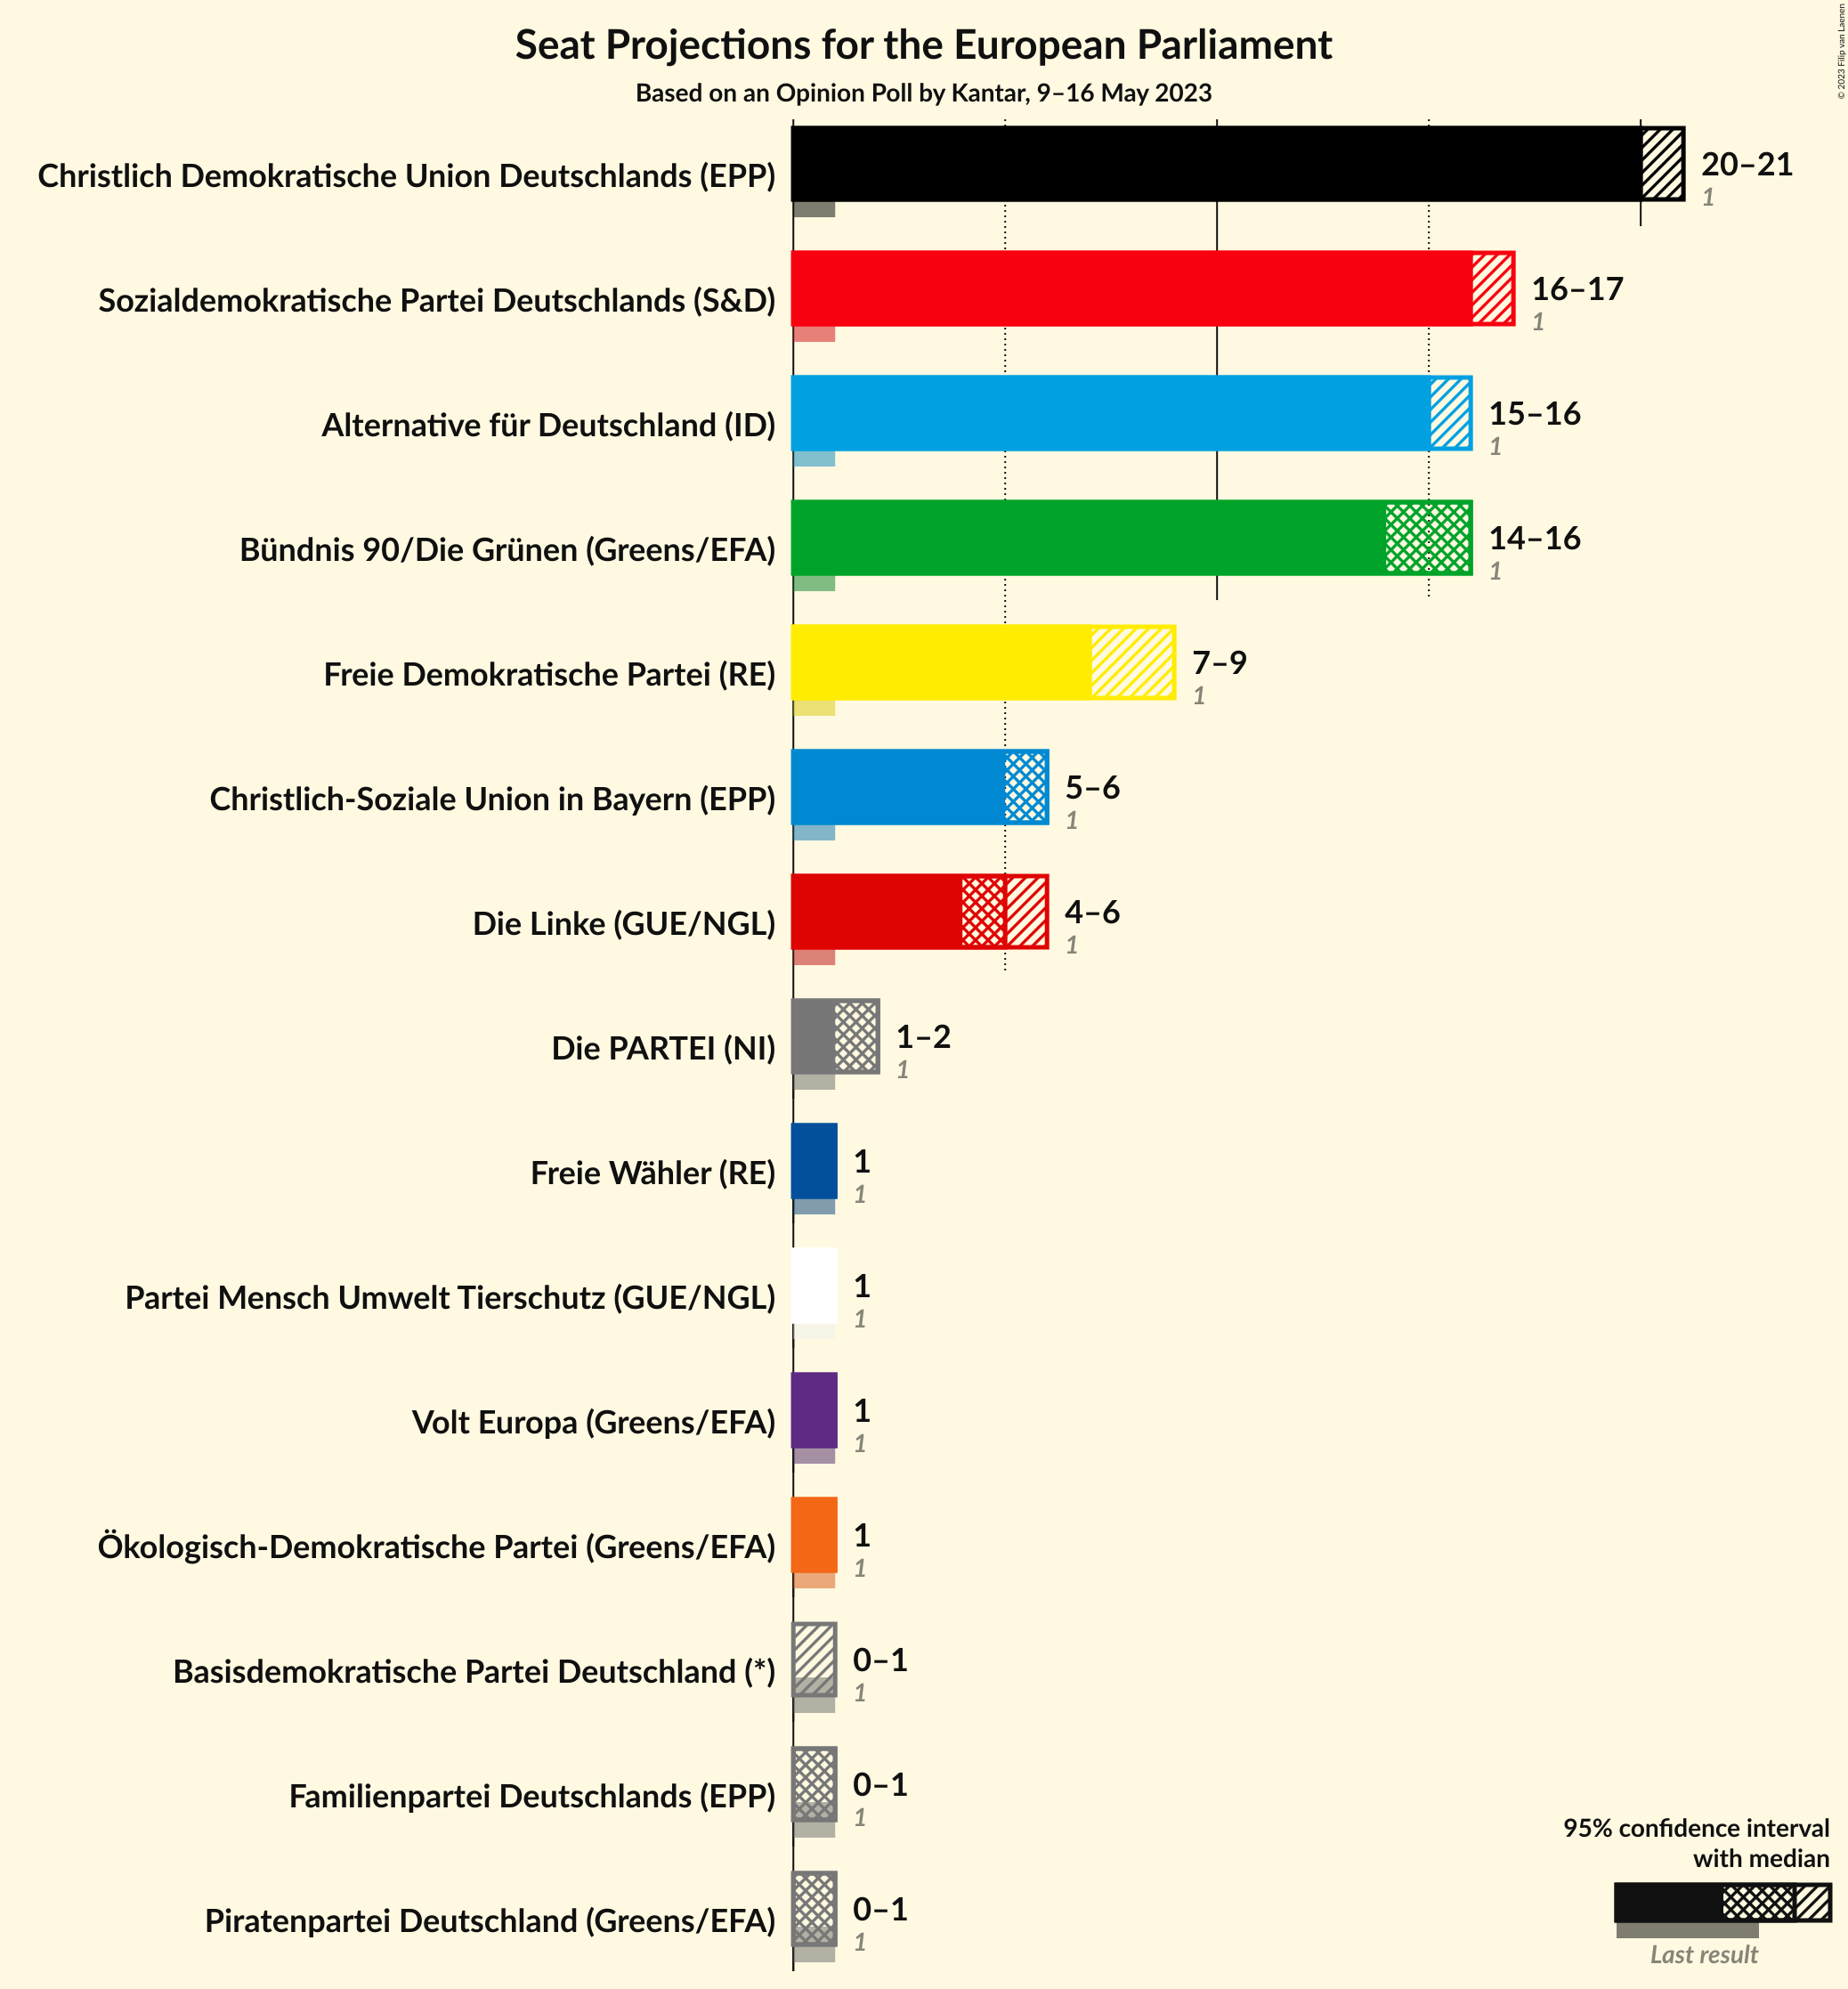 Seat Projections for the European Parliament
Based on an Opinion Poll by Kantar, 9–16 May 2023
© 2023 Filip van Laenen
Christlich Demokratische Union Deutschlands (EPP)
20–21
1
Sozialdemokratische Partei Deutschlands (S&D)
16–17
1
Alternative für Deutschland (ID)
15–16
1
Bündnis 90/Die Grünen (Greens/EFA)
14–16
1
Freie Demokratische Partei (RE)
7–9
1
Christlich-Soziale Union in Bayern (EPP)
5–6
1
Die Linke (GUE/NGL)
4–6
1
Die PARTEI (NI)
1–2
1
Freie Wähler (RE)
1
1
Partei Mensch Umwelt Tierschutz (GUE/NGL)
1
1
Volt Europa (Greens/EFA)
1
1
Ökologisch-Demokratische Partei (Greens/EFA)
1
1
Basisdemokratische Partei Deutschland (*)
0–1
1
Familienpartei Deutschlands (EPP)
0–1
1
Piratenpartei Deutschland (Greens/EFA)
0–1
1
95% confidence interval
with median
Last result